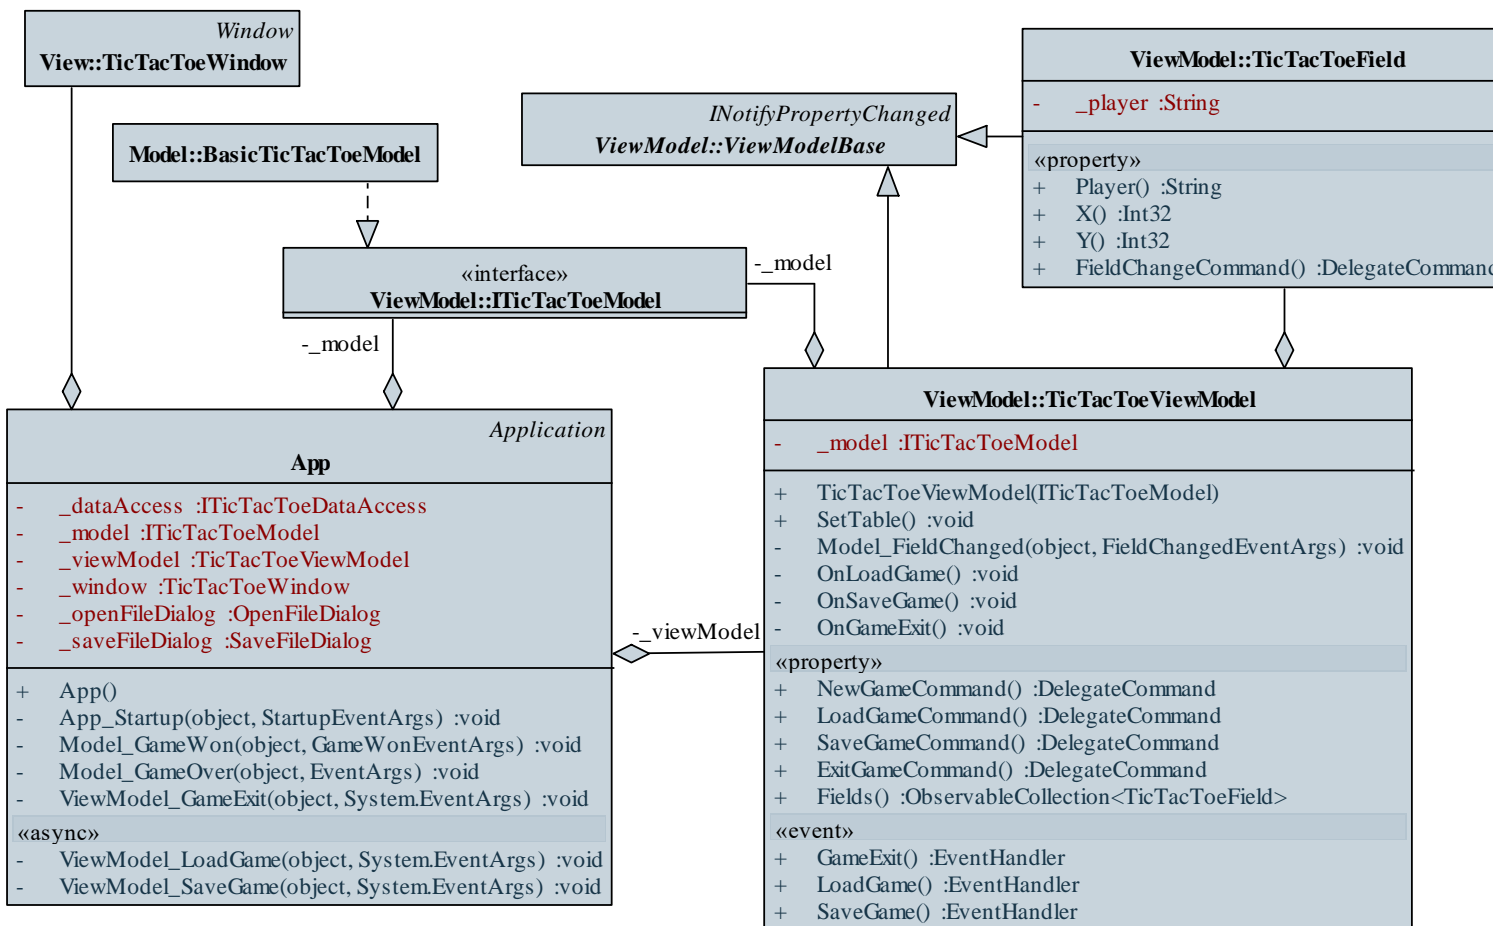 Window
View::TicTacToeWindow
Model::BasicTicTacToeModel
INotifyPropertyChanged
ViewModel::ViewModelBase
ViewModel::TicTacToeField
- _player :String
«property»
+ Player() :String
+ X() :Int32
+ Y() :Int32
+ FieldChangeCommand() :DelegateCommand
«interface»
ViewModel::ITicTacToeModel
-_model
-_model
Application
App
- _dataAccess :ITicTacToeDataAccess
- _model :ITicTacToeModel
- _viewModel :TicTacToeViewModel
- _window :TicTacToeWindow
- _openFileDialog :OpenFileDialog
- _saveFileDialog :SaveFileDialog
+ App()
- App_Startup(object, StartupEventArgs) :void
- Model_GameWon(object, GameWonEventArgs) :void
- Model_GameOver(object, EventArgs) :void
- ViewModel_GameExit(object, System.EventArgs) :void
«async»
- ViewModel_LoadGame(object, System.EventArgs) :void
- ViewModel_SaveGame(object, System.EventArgs) :void
-_viewModel
ViewModel::TicTacToeViewModel
- _model :ITicTacToeModel
+ TicTacToeViewModel(ITicTacToeModel)
+ SetTable() :void
- Model_FieldChanged(object, FieldChangedEventArgs) :void
- OnLoadGame() :void
- OnSaveGame() :void
- OnGameExit() :void
«property»
+ NewGameCommand() :DelegateCommand
+ LoadGameCommand() :DelegateCommand
+ SaveGameCommand() :DelegateCommand
+ ExitGameCommand() :DelegateCommand
+ Fields() :ObservableCollection<TicTacToeField>
«event»
+ GameExit() :EventHandler
+ LoadGame() :EventHandler
+ SaveGame() :EventHandler